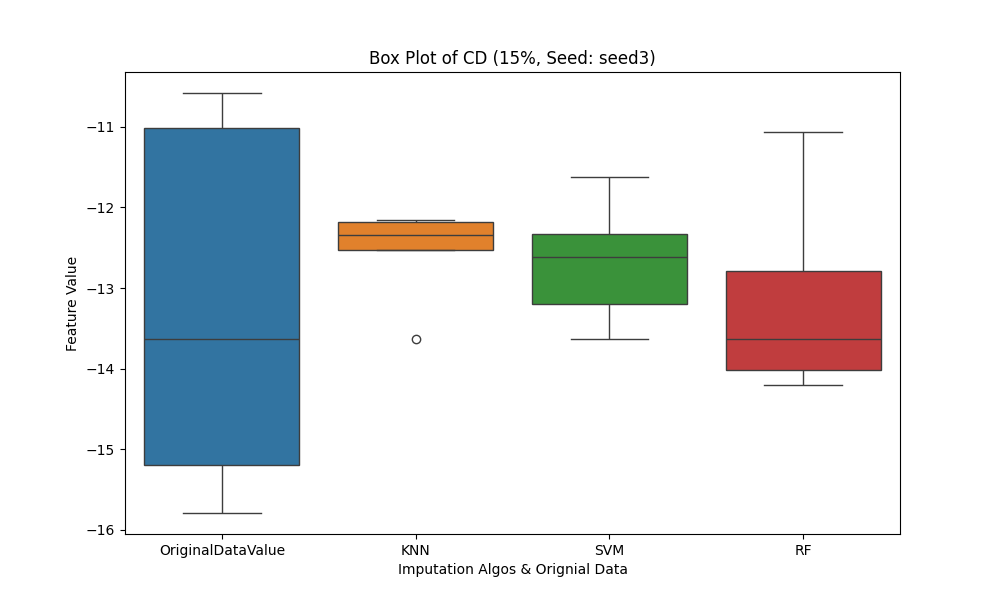 Box Plot of CD (15%, Seed: seed3)
Feature Value
−11
−12
−13
−14
−15
−16
OriginalDataValue
KNN
SVM
RF
Imputation Algos & Orignial Data